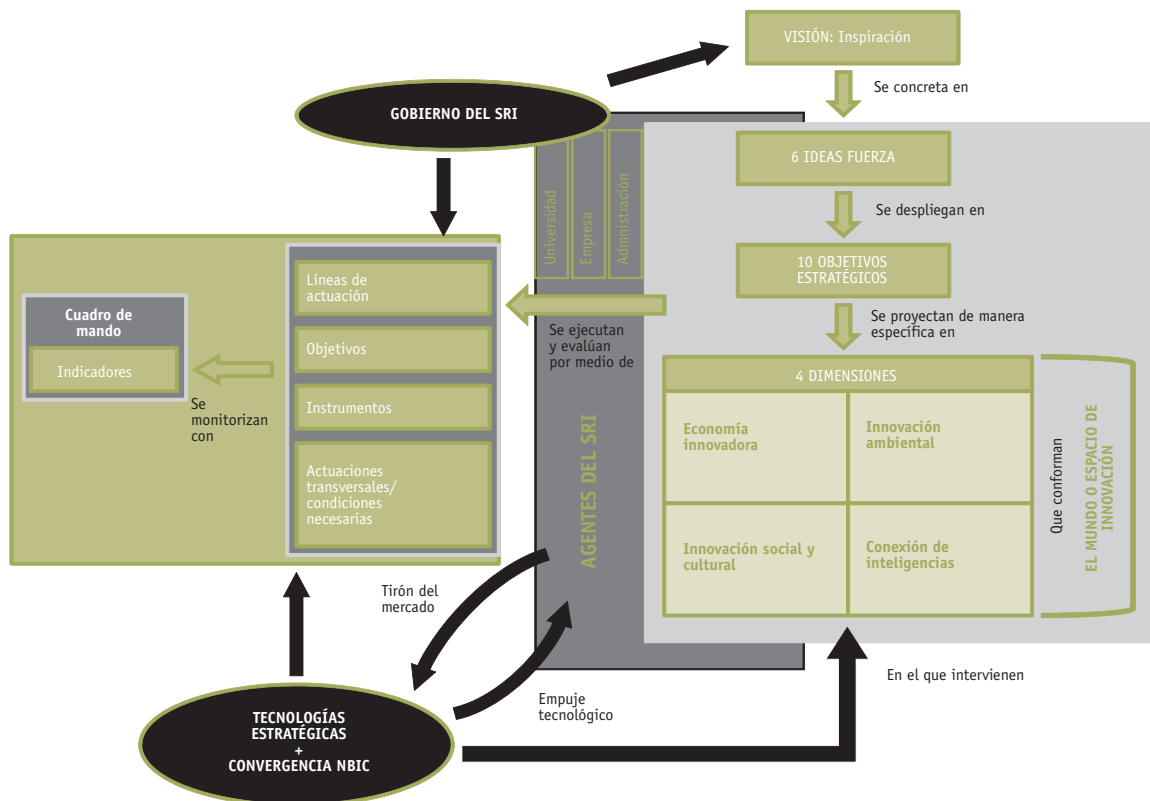 VISIÓN: Inspiración
Se concreta en
GOBIERNO DEL SRI
6 IDEAS FUERZA
Universidad
Empresa
Admnistración
Se despliegan en
10 OBJETIVOS
ESTRATÉGICOS
Se proyectan de manera
específica en
Se ejecutan
y evalúan
por medio de
Líneas de
actuación
Objetivos
Instrumentos
Actuaciones
transversales/
condiciones
necesarias
Cuadro de
mando
Indicadores
Se
monitorizan
con
4 DIMENSIONES
Economía
innovadora
Innovación
ambiental
Innovación social y
cultural
Conexión de
inteligencias
Que conforman
EL MUNDO O ESPACIO DE
INNOVACIÓN
AGENTES DEL SRI
Tirón del
mercado
Empuje
tecnológico
En el que intervienen
TECNOLOGÍAS
ESTRATÉGICAS
+
CONVERGENCIA NBIC